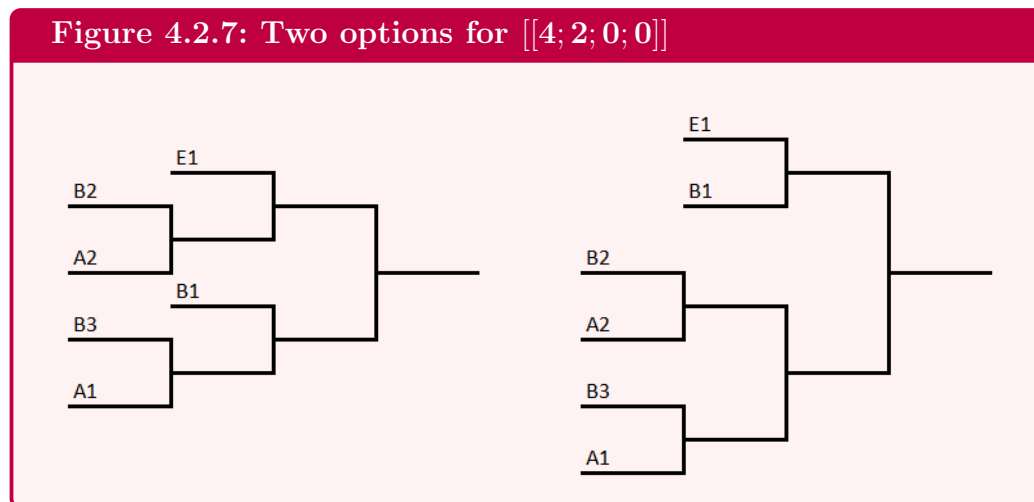 Figure 4.2.7: Two options for [[4; 2; 0; 0]]
E1
B2
A2
B1
B3
A1
E1
B1
B2
A2
B3
A1